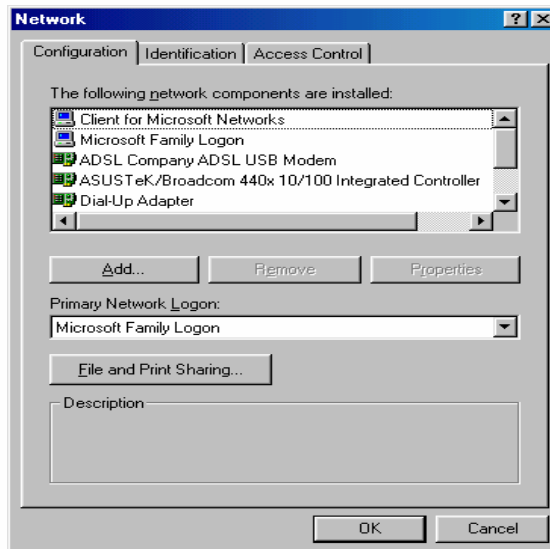 Network
Configuration Identification Access Control
The following network components are installed:
Client for Microsoft Networks
Microsoft Family Logon
ADSL Company ADSL USB Modem
ASUSTeK/Broadcom 440x 10/100 Integrated Controller
Dial-Up Adapter
Add... Remove Properties
Primary Network Logon:
Microsoft Family Logon
File and Print Sharing...
Description
OK Cancel